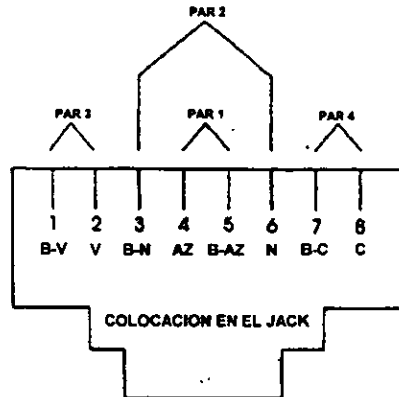 PAR 2
PAR 3 PAR 1 PAR 4
1 2 3 4 5 6 7 8
B-V V B-N AZ B-AZ N B-C C
COLOCACION EN EL JACK